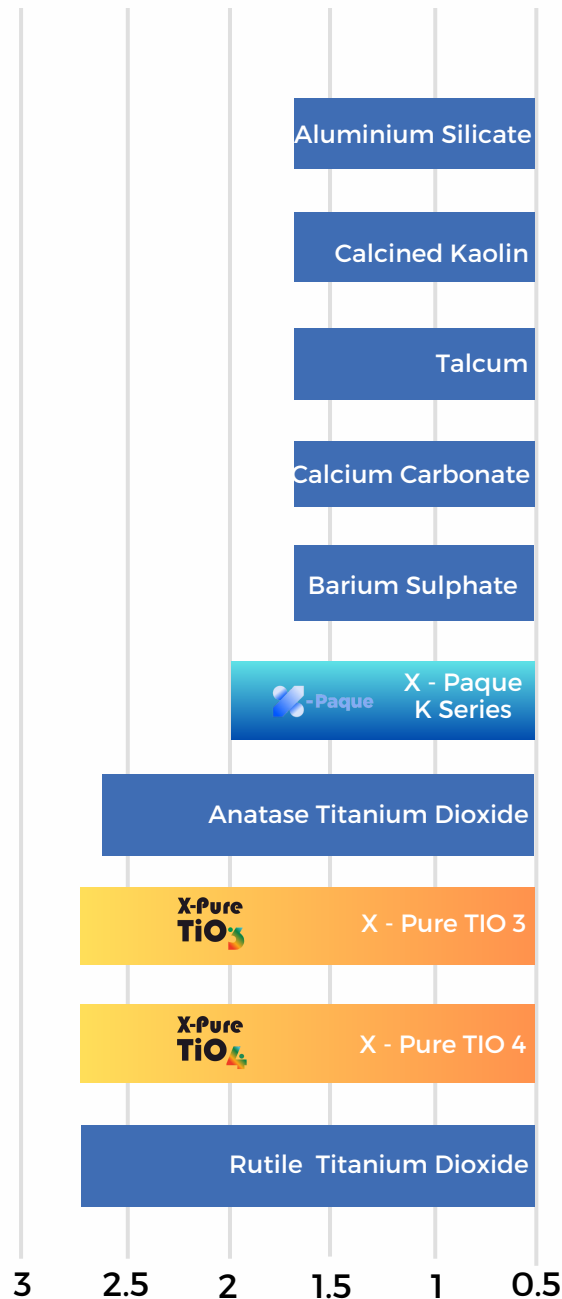 Aluminium Silicate
Calcined Kaolin
Talcum
Calcium Carbonate
Barium Sulphate
X-Paque
X - Paque
K Series
Anatase Titanium Dioxide
X-Pure
TiO3
X - Pure TIO 3
X-Pure
TiO4
X - Pure TIO 4
Rutile Titanium Dioxide
3 2.5 2 1.5 1 0.5